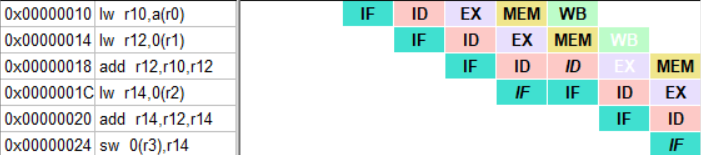 0x00000010 lw r10,a(r0) IF ID EX MEM WB
0x00000014 lw r12,0(r1) IF ID EX MEM WB
0x00000018 add r12,r10,r12 IF ID ID EX MEM
0x0000001C lw r14,0(r2) IF IF ID EX
0x00000020 add r14,r12,r14 IF ID
0x00000024 sw 0(r3),r14 IF